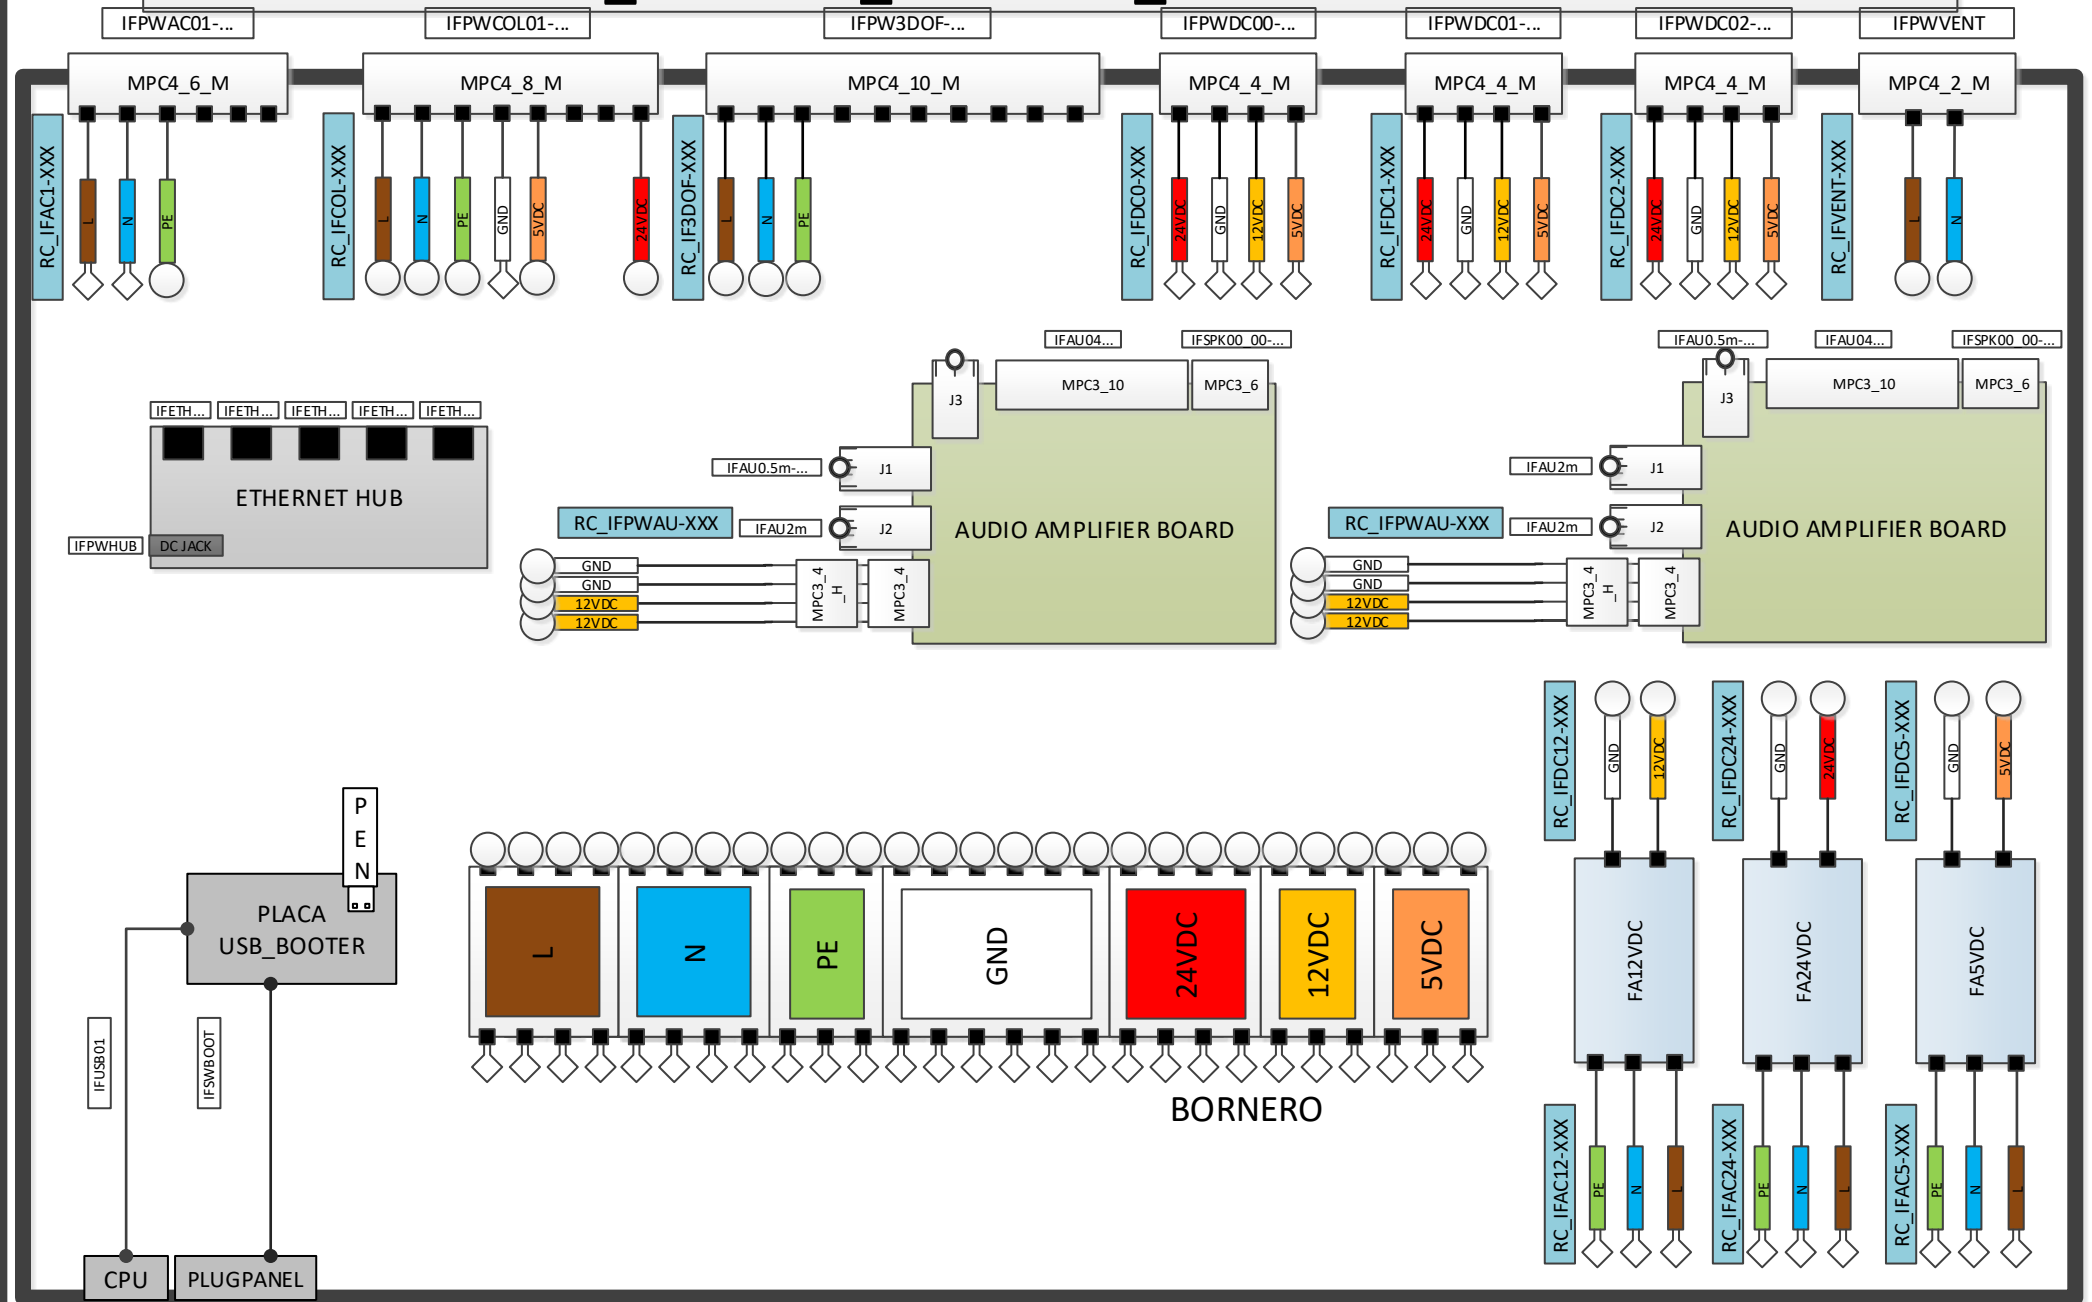 IFPWAC01-...
IFPWCOL01-...
IFPW3DOF-...
IFPWDC00-...
IFPWDC01-...
IFPWDC02-...
IFPWVENT
MPC4_6_M
MPC4_8_M
MPC4_10_M
MPC4_4_M
MPC4_4_M
MPC4_4_M
MPC4_2_M
RC_IFAC1-XXX
L
N
PE
RC_IFCOL-XXX
L
N
PE
GND
5VDC
24VDC
RC_IF3DOF-XXX
L
N
PE
RC_IFDC0-XXX
24VDC
GND
12VDC
5VDC
RC_IFDC1-XXX
24VDC
GND
12VDC
5VDC
RC_IFDC2-XXX
24VDC
GND
12VDC
5VDC
RC_IFVENT-XXX
L
N
IFETH...
IFETH...
IFETH...
IFETH...
IFETH...
ETHERNET HUB
IFPWHUB
DC JACK
IFAU04...
IFSPK00_00-...
J3
MPC3_10
MPC3_6
IFAU0.5m-...
J1
RC_IFPWAU-XXX
IFAU2m
J2
AUDIO AMPLIFIER BOARD
GND
GND
12VDC
12VDC
MPC3_4
_H
MPC3_4
IFAU0.5m-...
IFAU04...
IFSPK00_00-...
J3
MPC3_10
MPC3_6
IFAU2m
J1
RC_IFPWAU-XXX
IFAU2m
J2
AUDIO AMPLIFIER BOARD
GND
GND
12VDC
12VDC
MPC3_4
_H
MPC3_4
RC_IFDC12-XXX
GND
12VDC
RC_IFDC24-XXX
GND
24VDC
RC_IFDC5-XXX
GND
5VDC
P
E
N
PLACA
USB_BOOTER
IFUSB01
IFSWBOOT
CPU
PLUGPANEL
L
N
PE
GND
24VDC
12VDC
5VDC
BORNERO
FA12VDC
FA24VDC
FA5VDC
RC_IFAC12-XXX
PE
N
L
RC_IFAC24-XXX
PE
N
L
RC_IFAC5-XXX
PE
N
L